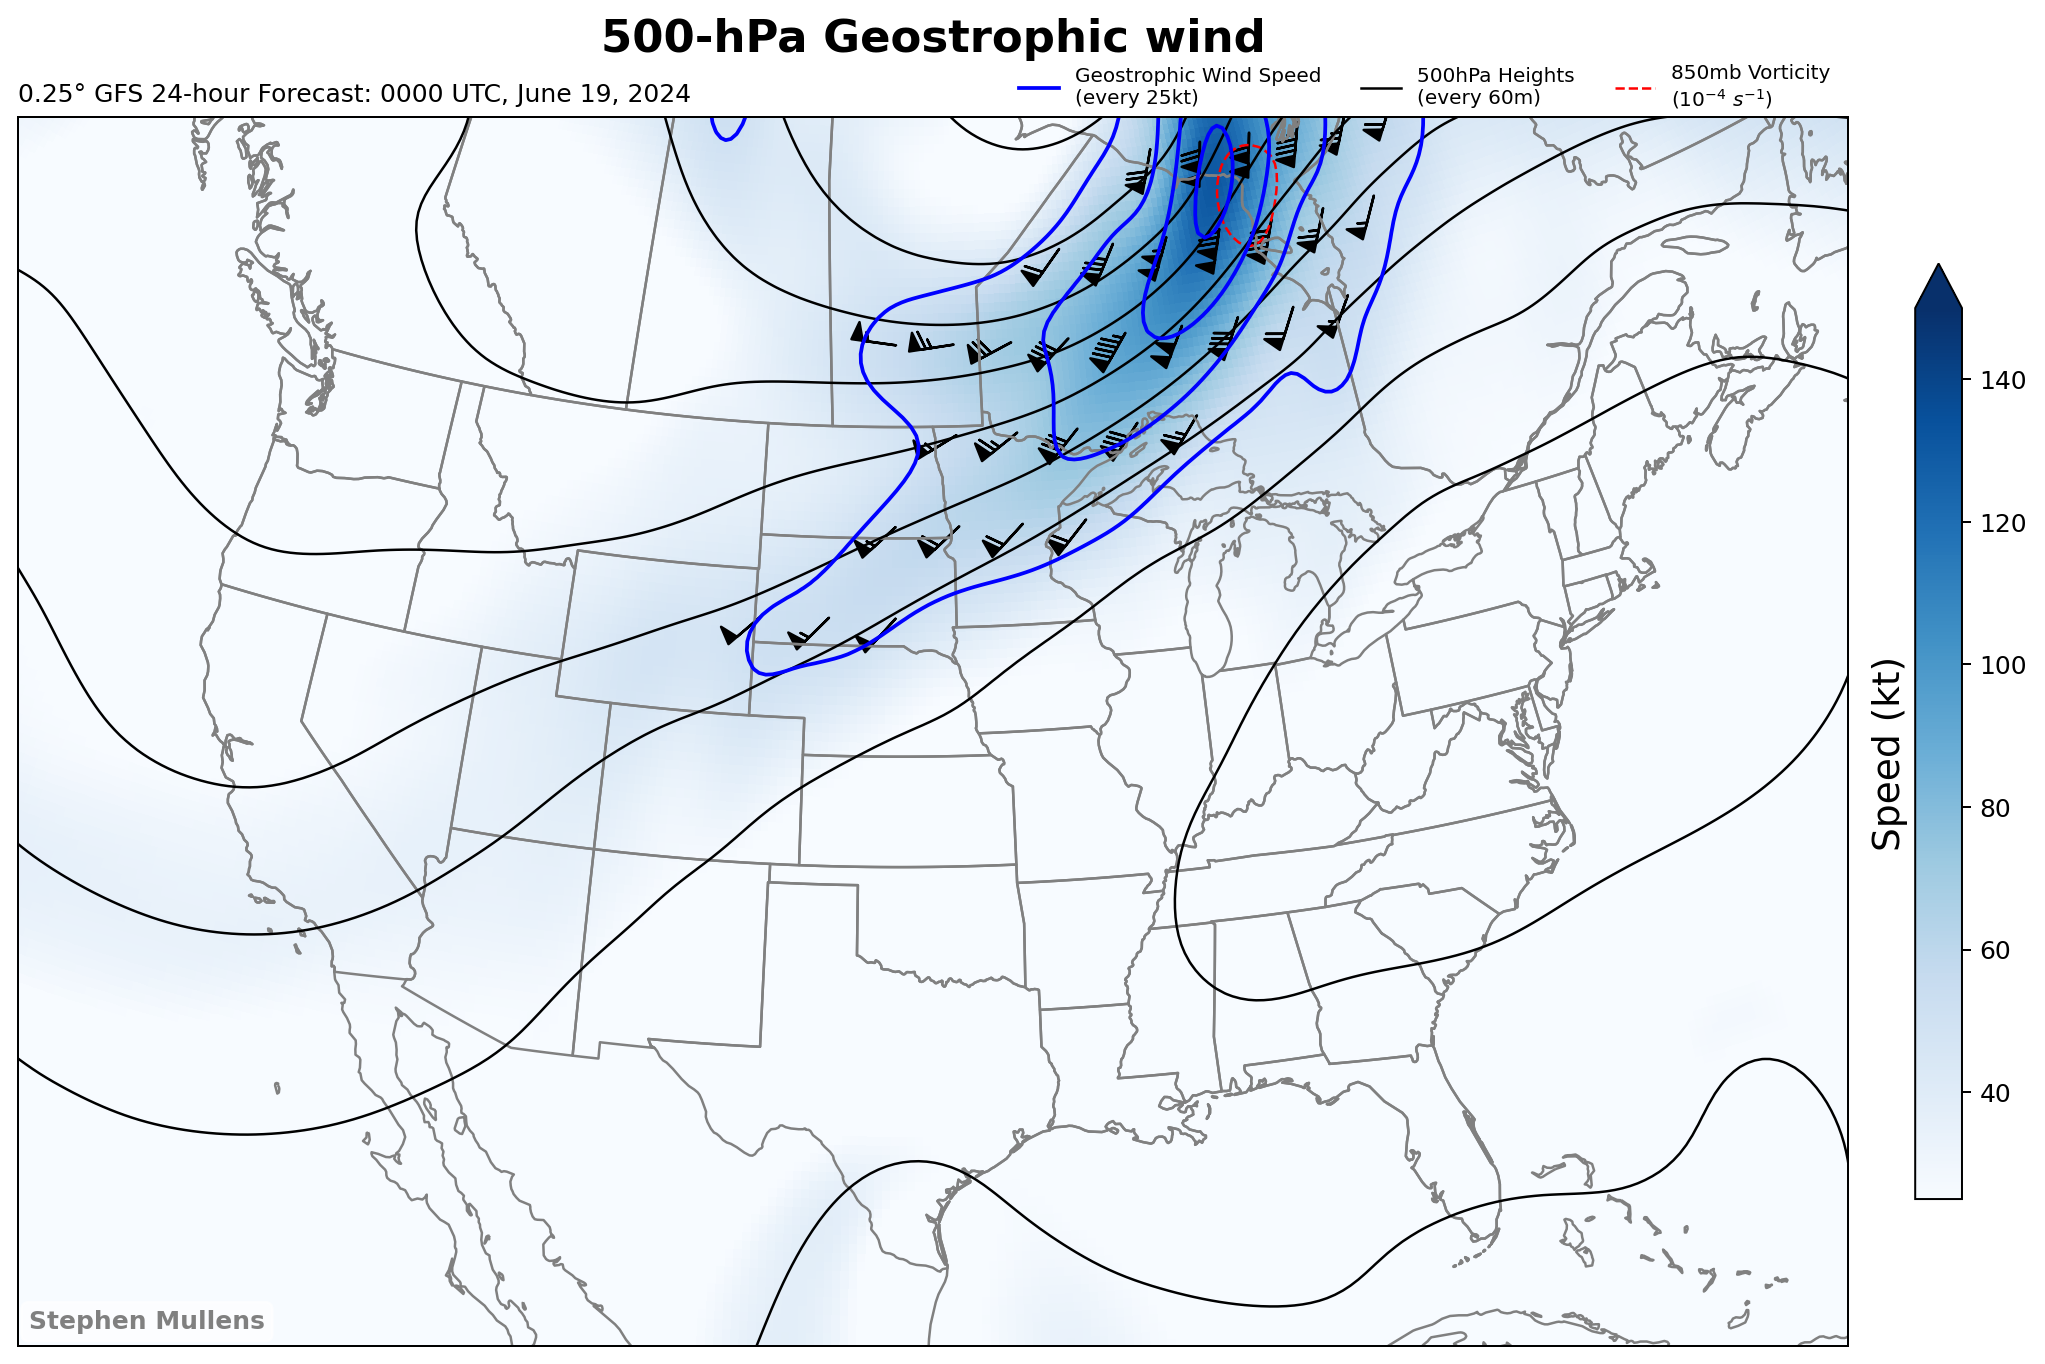 500-hPa Geostrophic wind
0.25° GFS 24-hour Forecast: 0000 UTC, June 19, 2024
Geostrophic Wind Speed
(every 25kt)
500hPa Heights
(every 60m)
850mb Vorticity
(10⁻⁴ s⁻¹)
140
120
100
80
60
40
Speed (kt)
Stephen Mullens